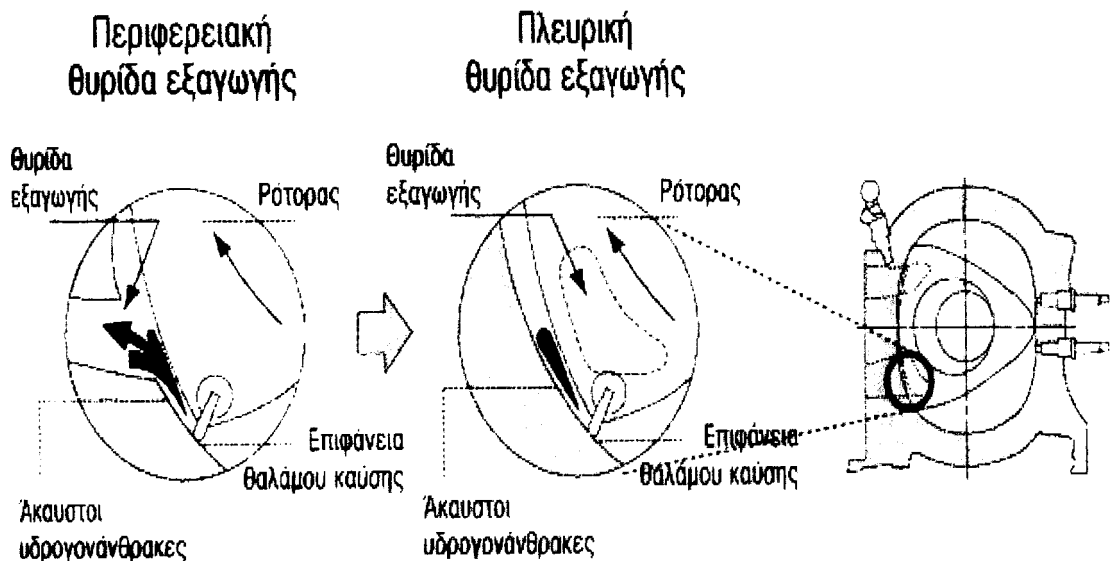 Περιφερειακή
θυρίδα εξαγωγής
Πλευρική
θυρίδα εξαγωγής
Θυρίδα
εξαγωγής
Ρότορας
Επιφάνεια
θαλάμου καύσης
Άκαυστοι
υδρογονάνθρακες
Θυρίδα
εξαγωγής
Ρότορας
Επιφάνεια
θαλάμου καύσης
Άκαυστοι
υδρογονάνθρακες